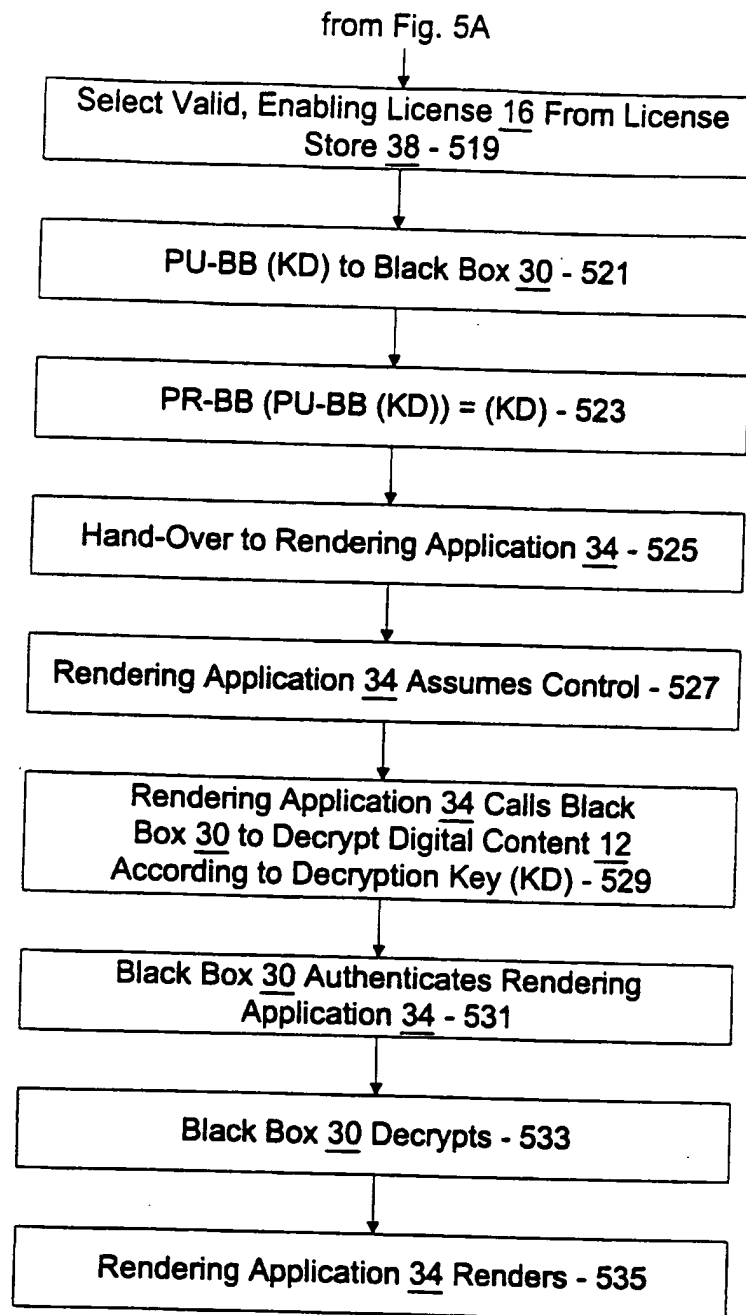 from Fig. 5A
Select Valid, Enabling License 16 From License
Store 38 - 519
PU-BB (KD) to Black Box 30 - 521
PR-BB (PU-BB (KD)) = (KD) - 523
Hand-Over to Rendering Application 34 - 525
Rendering Application 34 Assumes Control - 527
Rendering Application 34 Calls Black
Box 30 to Decrypt Digital Content 12
According to Decryption Key (KD) - 529
Black Box 30 Authenticates Rendering
Application 34 - 531
Black Box 30 Decrypts - 533
Rendering Application 34 Renders - 535